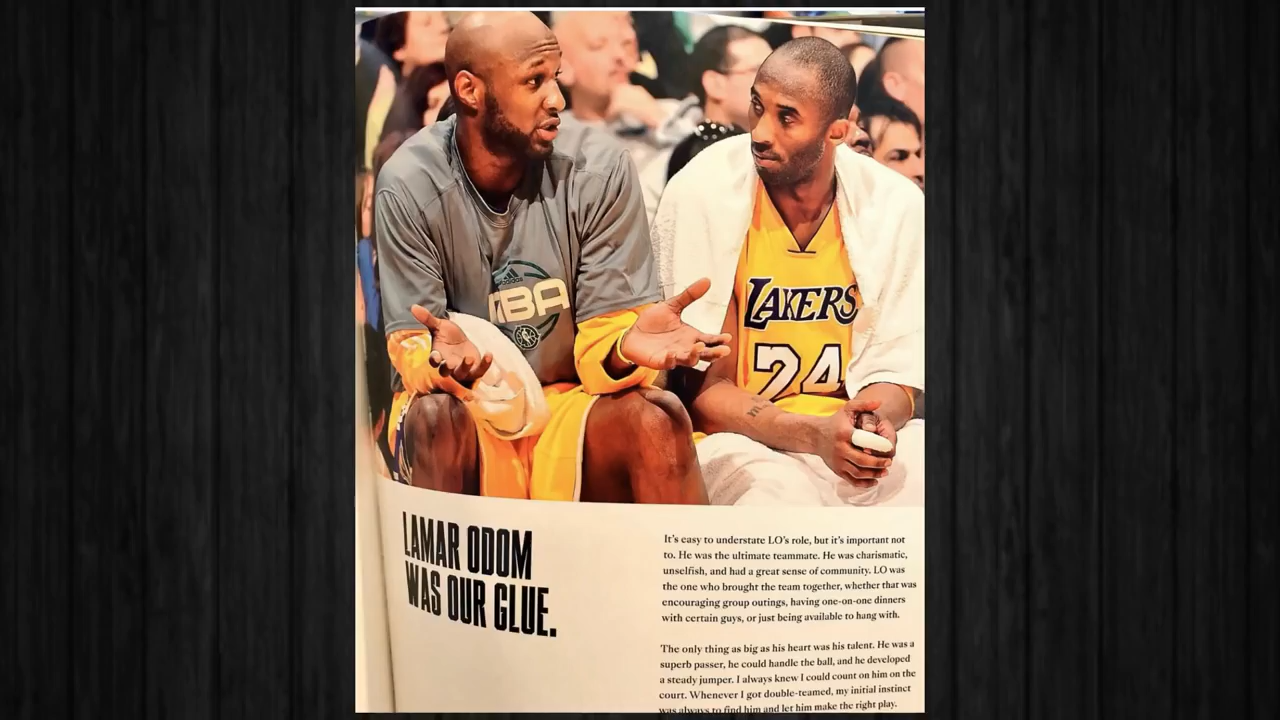 adidas
NBA
LAKERS
24
LAMAR ODOM
WAS OUR GLUE.
It's easy to understate LO's role, but it's important not
to. He was the ultimate teammate. He was charismatic,
unselfish, and had a great sense of community. LO was
the one who brought the team together, whether that was
encouraging group outings, having one-on-one dinners
with certain guys, or just being available to hang with.
The only thing as big as his heart was his talent. He was a
superb passer, he could handle the ball, and he developed
a steady jumper. I always knew I could count on him on the
court. Whenever I got double-teamed, my initial instinct
was always to find him and let him make the right play.